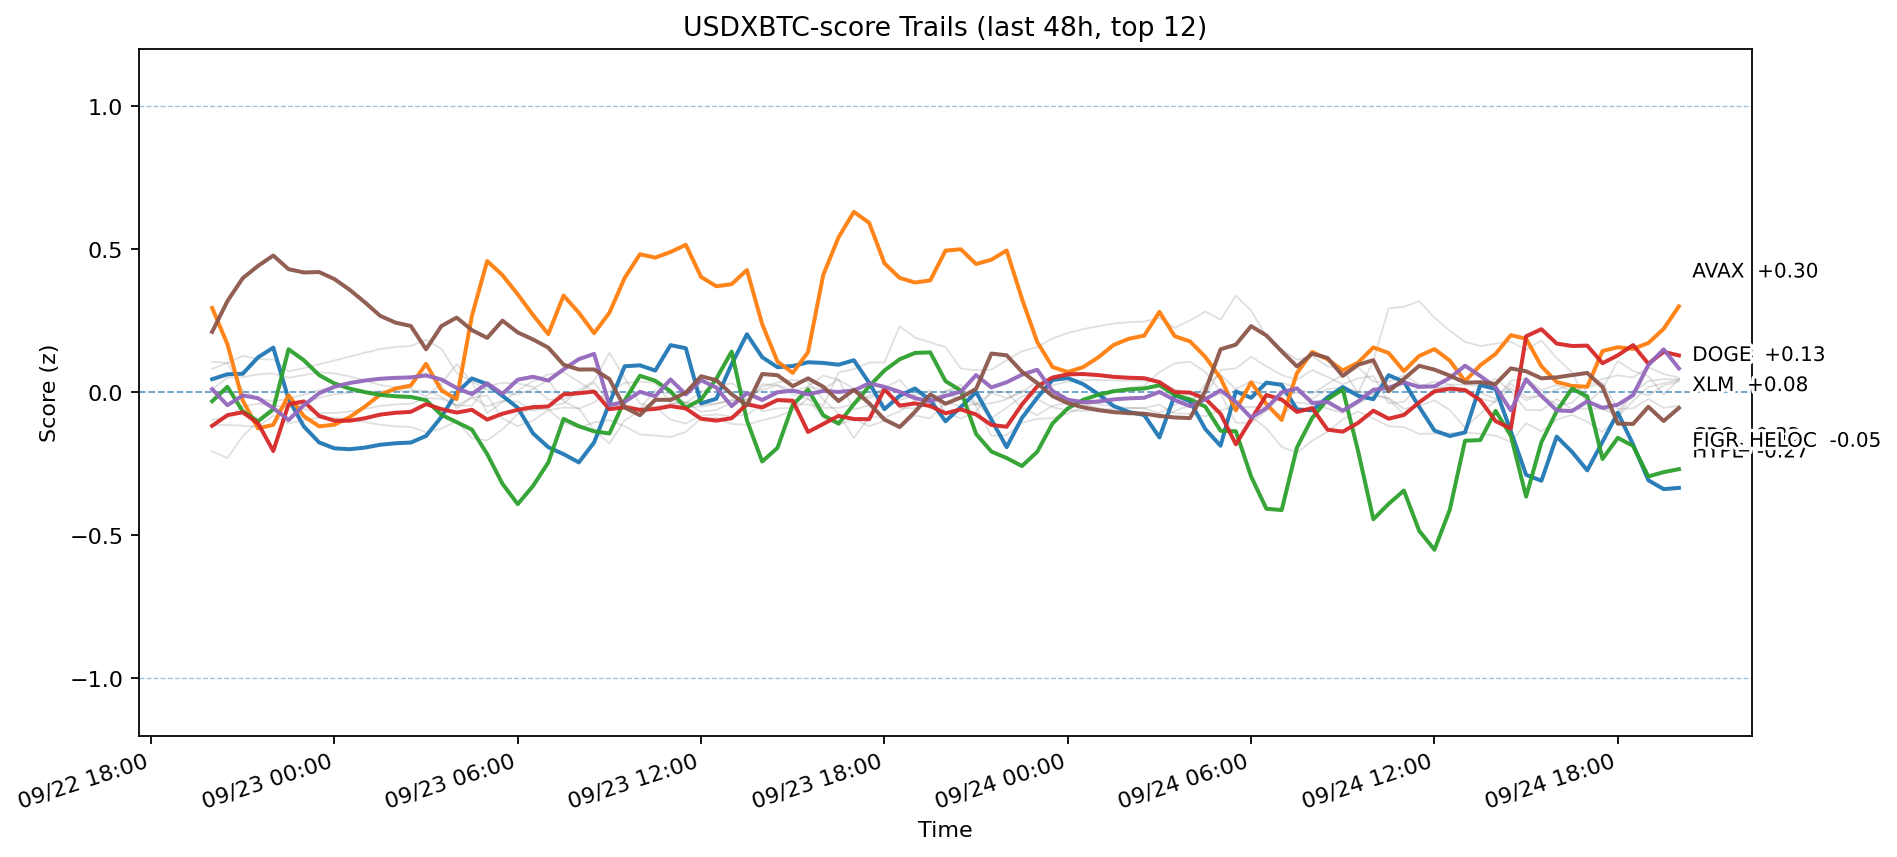 USDXBTC-score Trails (last 48h, top 12)
Score (z)
1.0
0.5
0.0
−0.5
−1.0
AVAX +0.30
DOGE +0.13
XLM +0.08
FIGR_HELOC -0.05
09/22 18:00
09/23 00:00
09/23 06:00
09/23 12:00
09/23 18:00
09/24 00:00
09/24 06:00
09/24 12:00
09/24 18:00
Time